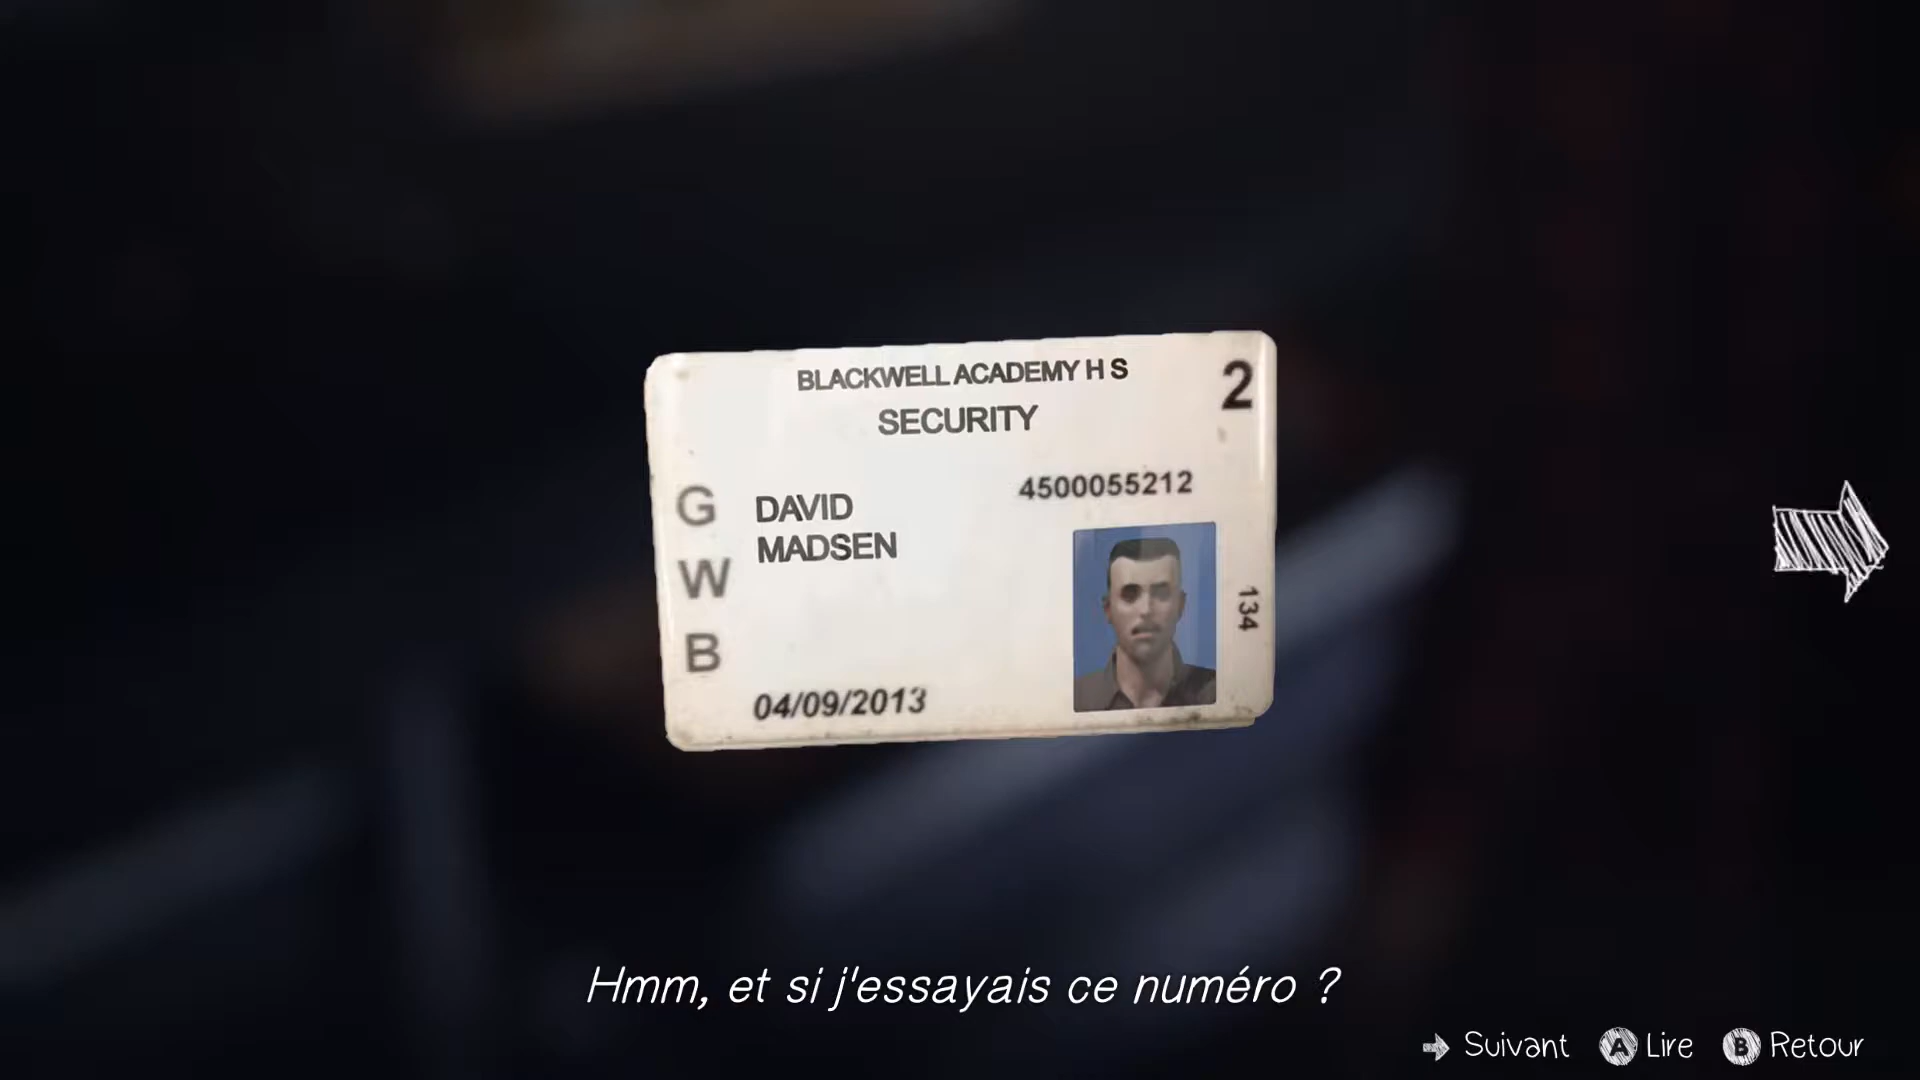 BLACKWELL ACADEMY H S
2
SECURITY
4500055212
G
DAVID
MADSEN
W
B
134
04/09/2013
Hmm, et si j'essayais ce numéro ?
Suivant
A Lire
B Retour